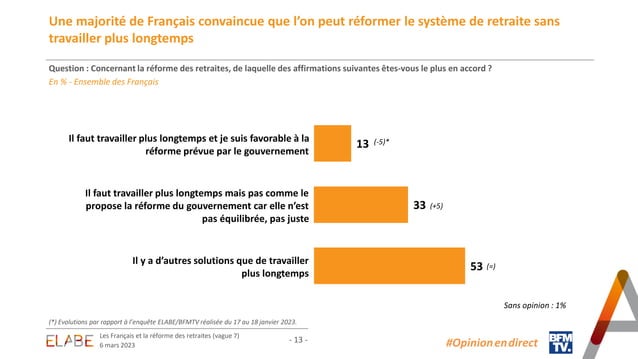 Une majorité de Français convaincue que l'on peut réformer le système de retraite sans
travailler plus longtemps
Question : Concernant la réforme des retraites, de laquelle des affirmations suivantes êtes-vous le plus en accord ?
En % - Ensemble des Français
Il faut travailler plus longtemps et je suis favorable à la
réforme prévue par le gouvernement
13 (-5)*
Il faut travailler plus longtemps mais pas comme le
propose la réforme du gouvernement car elle n'est
pas équilibrée, pas juste
33 (+5)
Il y a d'autres solutions que de travailler
plus longtemps
53 (=)
Sans opinion : 1%
(*) Evolutions par rapport à l'enquête ELABE/BFMTV réalisée du 17 au 18 janvier 2023.
ELABE
Les Français et la réforme des retraites (vague 7)
6 mars 2023
- 13 -
#Opinionendirect
BFM
TV.